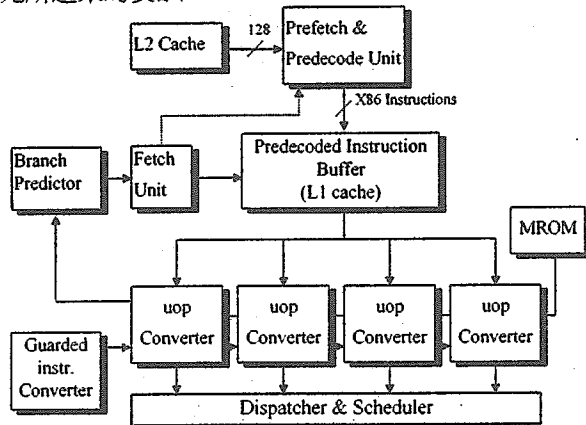 L2 Cache
128
Prefetch &
Predecode Unit
X86 Instructions
Branch
Predictor
Fetch
Unit
Predecoded Instruction
Buffer
(L1 cache)
MROM
uop
Converter
uop
Converter
uop
Converter
uop
Converter
Guarded
instr.
Converter
Dispatcher & Scheduler